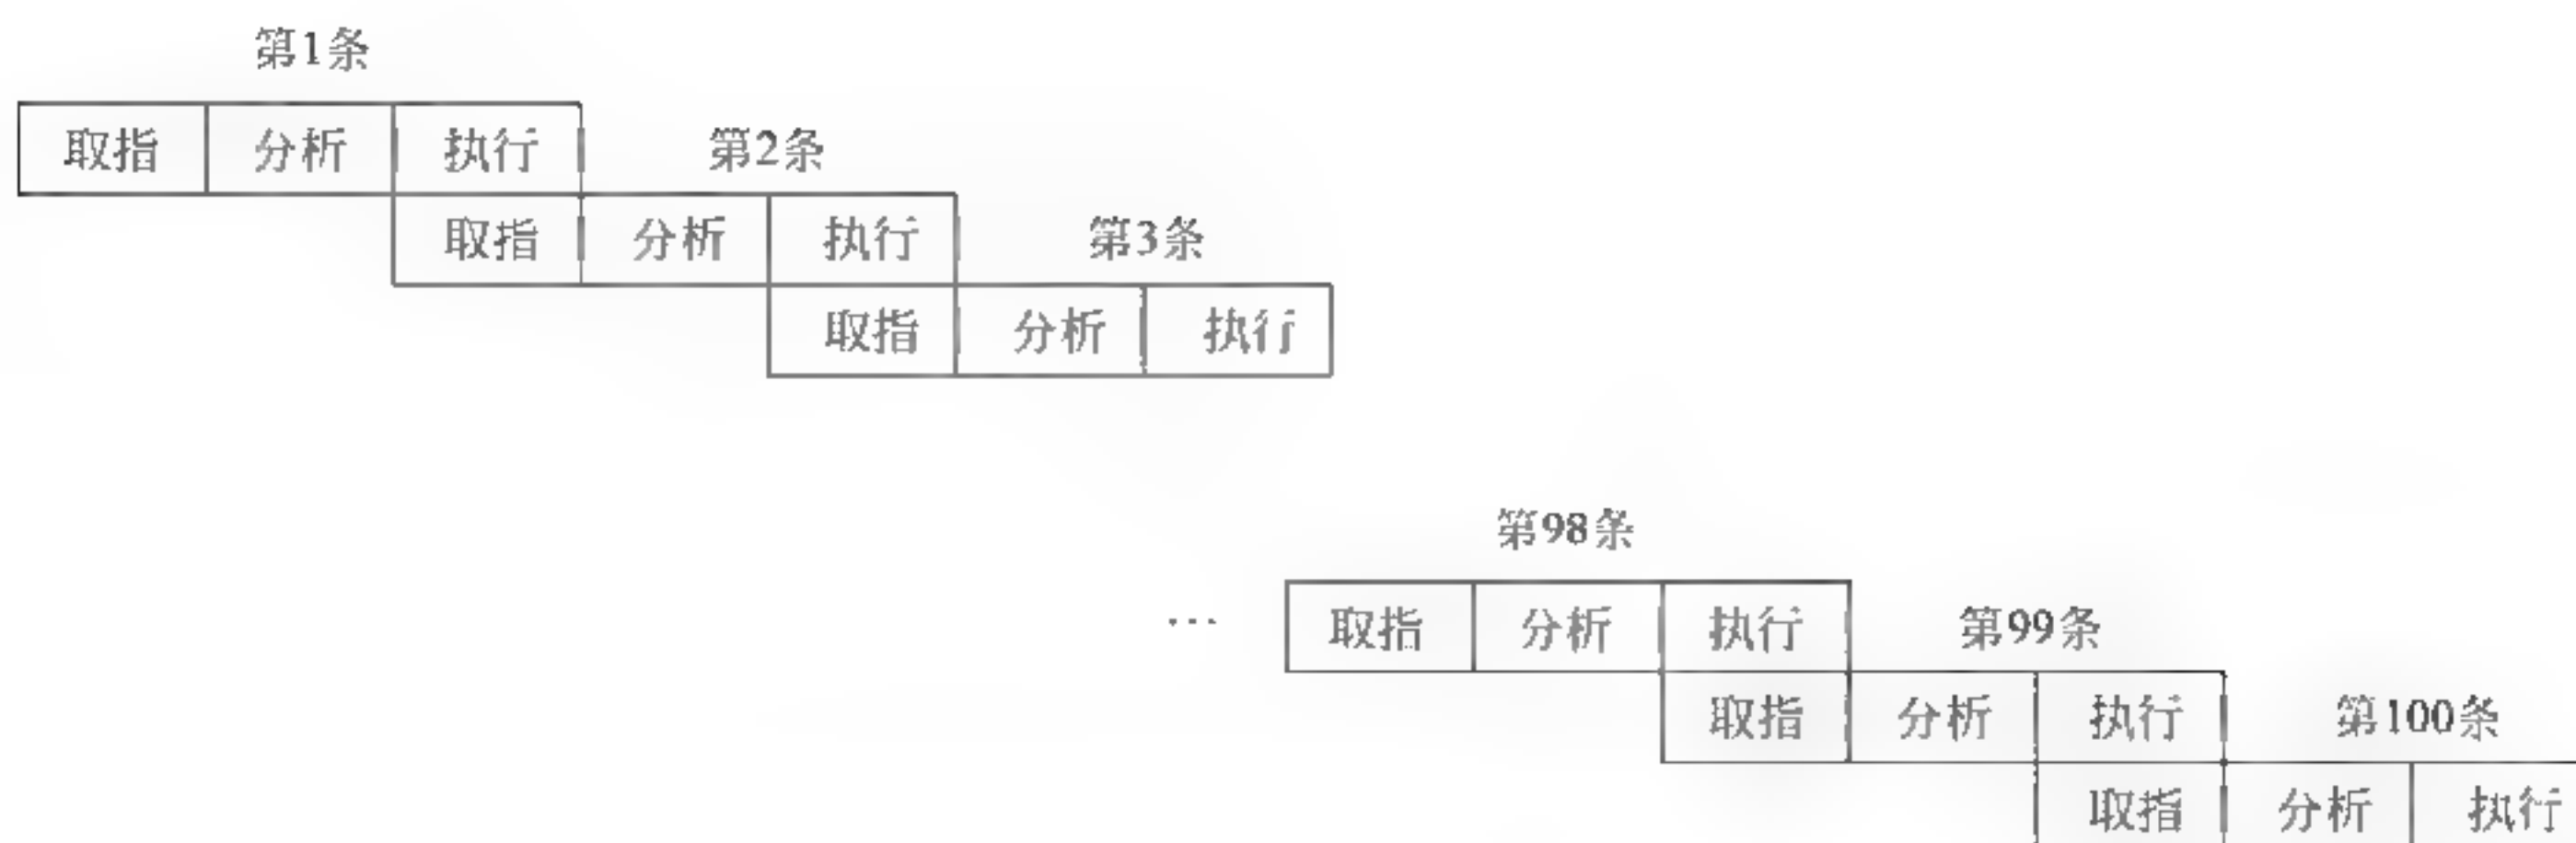 第1条
取指 分析 执行 第2条
取指 分析 执行 第3条
取指 分析 执行
第98条
… 取指 分析 执行 第99条
取指 分析 执行 第100条
取指 分析 执行